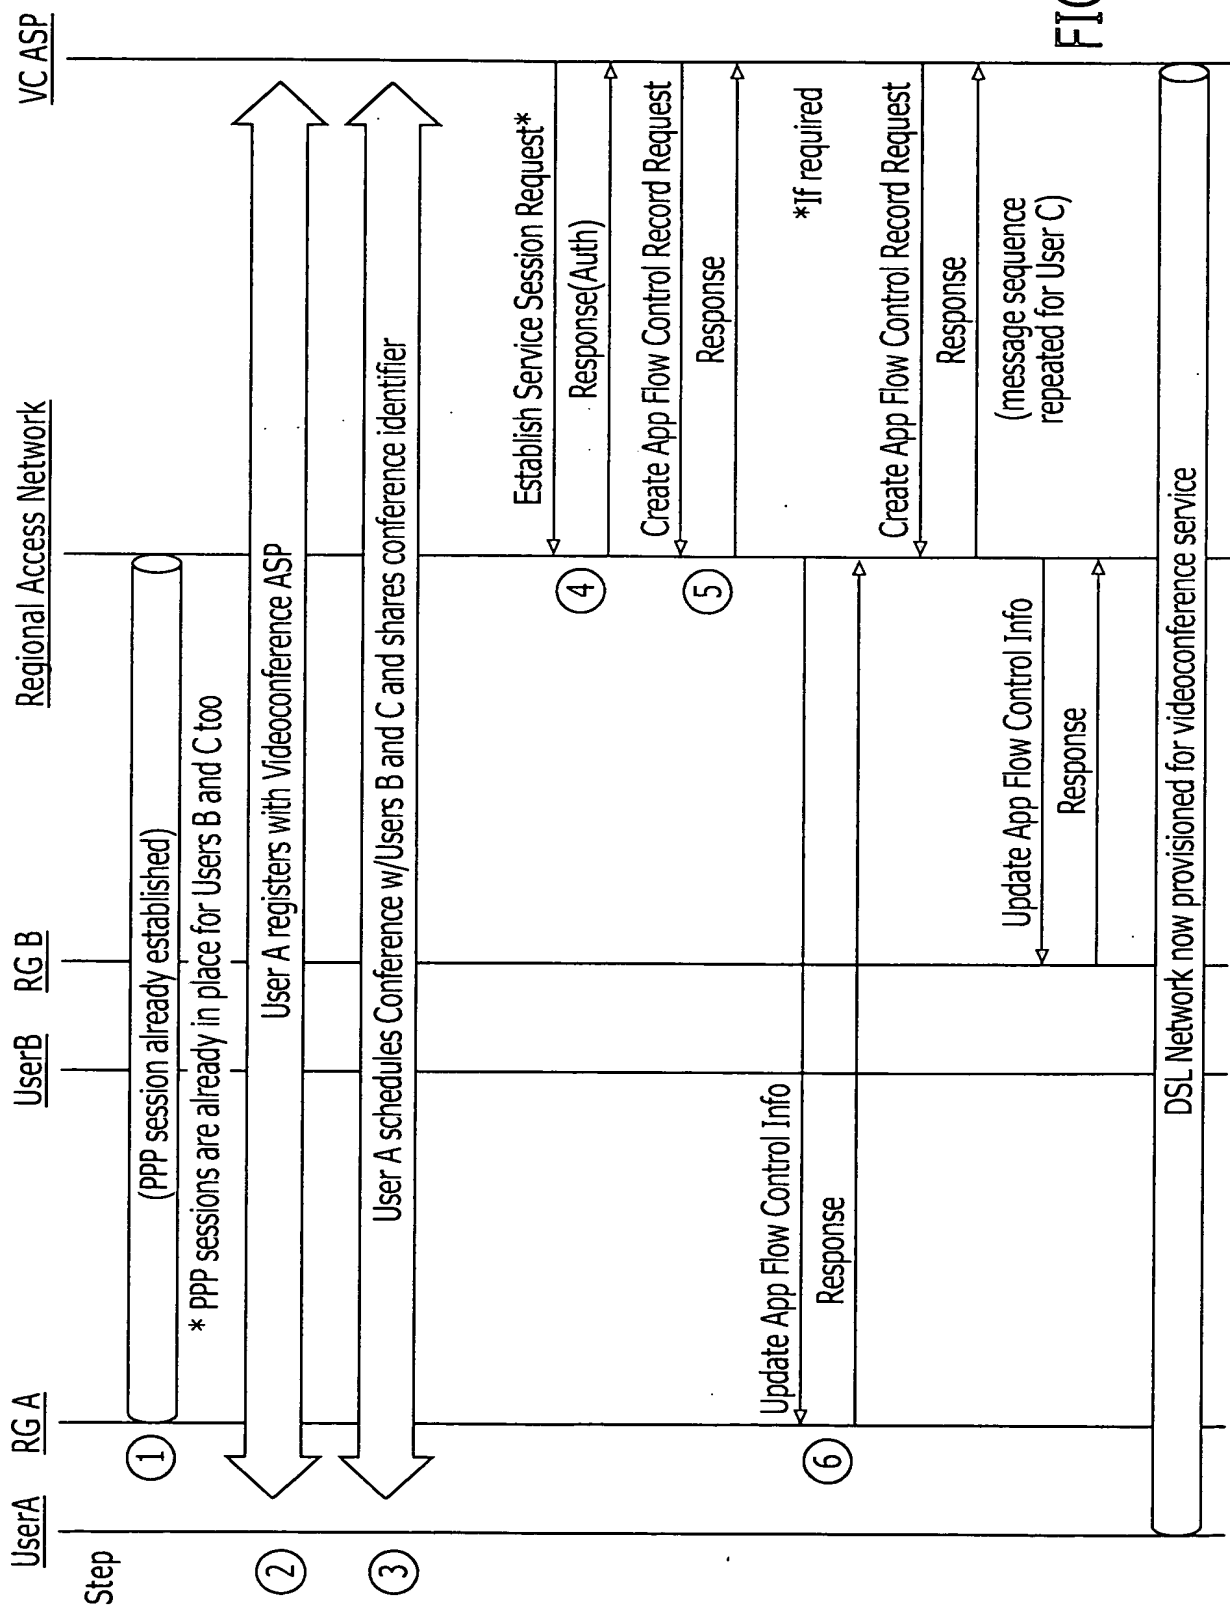 UserA
RG A
UserB
RG B
Regional Access Network
VC ASP
Step
1
(PPP session already established)
* PPP sessions are already in place for Users B and C too
2
User A registers with Videoconference ASP
3
User A schedules Conference w/Users B and C and shares conference identifier
Establish Service Session Request*
4
Response(Auth)
Create App Flow Control Record Request
5
Response
*If required
Update App Flow Control Info
6
Response
Create App Flow Control Record Request
Response
(message sequence
repeated for User C)
Update App Flow Control Info
Response
DSL Network now provisioned for videoconference service